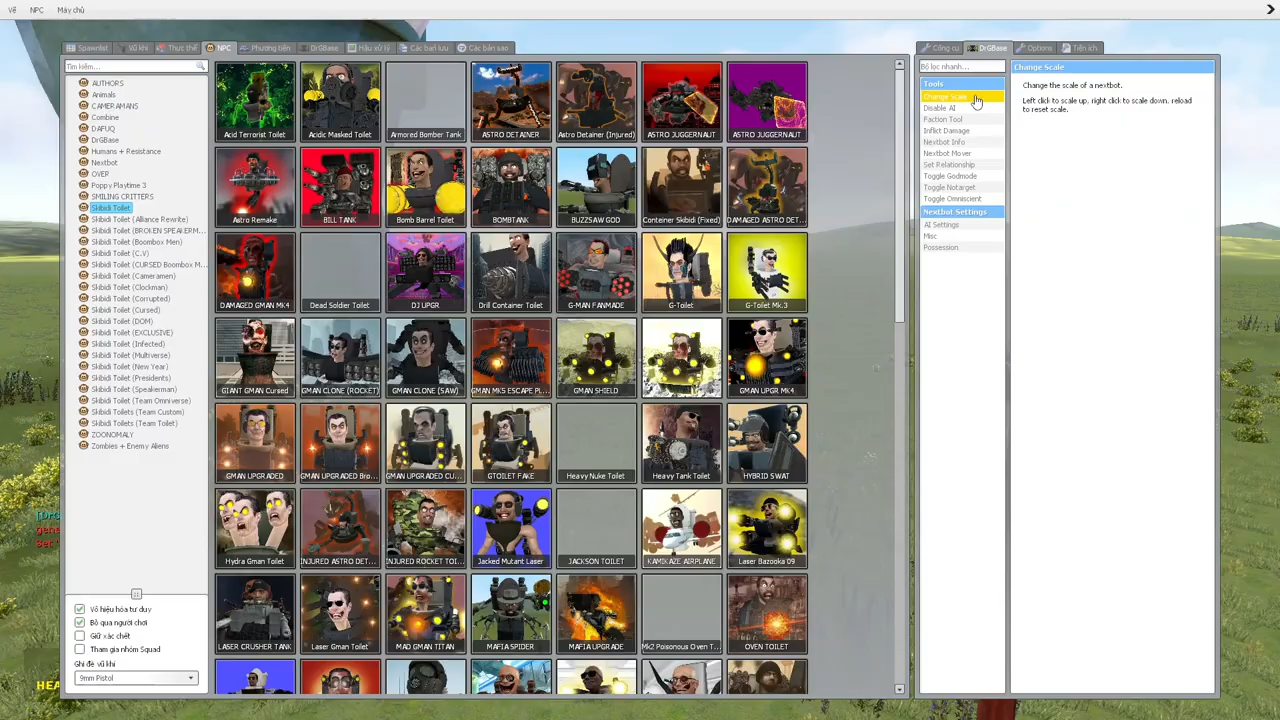 Vẽ NPC Máy chủ
Spawnlist Vũ khí Thực thể NPC Phương tiện DrGBase Hậu xử lý Các bản lưu Các bản sao
Công cụ DrGBase Options Tiện ích
Tìm kiếm...
AUTHORS
Animals
CAMERAMANS
Combine
DAFUQ
DrGBase
Humans + Resistance
Nextbot
OVER
Poppy Playtime 3
SMILING CRITTERS
Skibidi Toilet
Skibidi Toilet (Alliance Rewrite)
Skibidi Toilet (BROKEN SPEAKERM...
Skibidi Toilet (Boombox Men)
Skibidi Toilet (C.V)
Skibidi Toilet (CURSED Boombox M...
Skibidi Toilet (Cameramen)
Skibidi Toilet (Clockman)
Skibidi Toilet (Corrupted)
Skibidi Toilet (Cursed)
Skibidi Toilet (DOM)
Skibidi Toilet (EXCLUSIVE)
Skibidi Toilet (Infected)
Skibidi Toilet (Multiverse)
Skibidi Toilet (New Year)
Skibidi Toilet (Presidents)
Skibidi Toilet (Speakerman)
Skibidi Toilet (Team Omniverse)
Skibidi Toilets (Team Custom)
Skibidi Toilets (Team Toilet)
ZOONOMALY
Zombies + Enemy Aliens
Vô hiệu hóa tư duy
Bỏ qua người chơi
Giữ xác chết
Tham gia nhóm Squad
Ghi đè vũ khí
9mm Pistol
Acid Terrorist Toilet Acidic Masked Toilet Armored Bomber Tank ASTRO DETAINER Astro Detainer (Injured) ASTRO JUGGERNAUT ASTRO JUGGERNAUT
Astro Remake BILL TANK Bomb Barrel Toilet BOMBTANK BUZZSAW GOD Conteiner Skibidi (Fixed) DAMAGED ASTRO DET...
DAMAGED GMAN MK4 Dead Soldier Toilet DJ UPGR Drill Container Toilet G-MAN FANMADE G-Toilet G-Toilet Mk.3
GIANT GMAN Cursed GMAN CLONE (ROCKET) GMAN CLONE (SAW) GMAN MK5 ESCAPE PL... GMAN SHIELD GMAN UPGR MK4
GMAN UPGRADED GMAN UPGRADED Bro... GMAN UPGRADED CU... GTOILET FAKE Heavy Nuke Toilet Heavy Tank Toilet HYBRID SWAT
Hydra Gman Toilet INJURED ASTRO DET... INJURED ROCKET TOI... Jacked Mutant Laser JACKSON TOILET KAMIKAZE AIRPLANE Laser Bazooka 09
LASER CRUSHER TANK Laser Gman Toilet MAD GMAN TITAN MAFIA SPIDER MAFIA UPGRADE Mk2 Poisonous Oven T... OVEN TOILET
Bộ lọc nhanh...
Tools
Change Scale
Disable AI
Faction Tool
Inflict Damage
Nextbot Info
Nextbot Mover
Set Relationship
Toggle Godmode
Toggle Notarget
Toggle Omniscient
Nextbot Settings
AI Settings
Misc
Possession
Change Scale
Change the scale of a nextbot.
Left click to scale up, right click to scale down, reload
to reset scale.